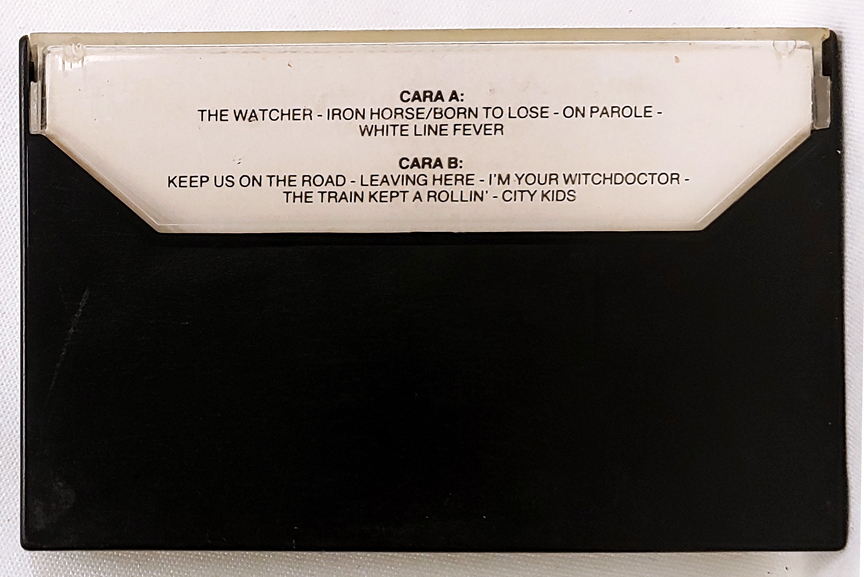 CARA A:
THE WATCHER - IRON HORSE/BORN TO LOSE - ON PAROLE -
WHITE LINE FEVER
CARA B:
KEEP US ON THE ROAD - LEAVING HERE - I'M YOUR WITCHDOCTOR -
THE TRAIN KEPT A ROLLIN' - CITY KIDS